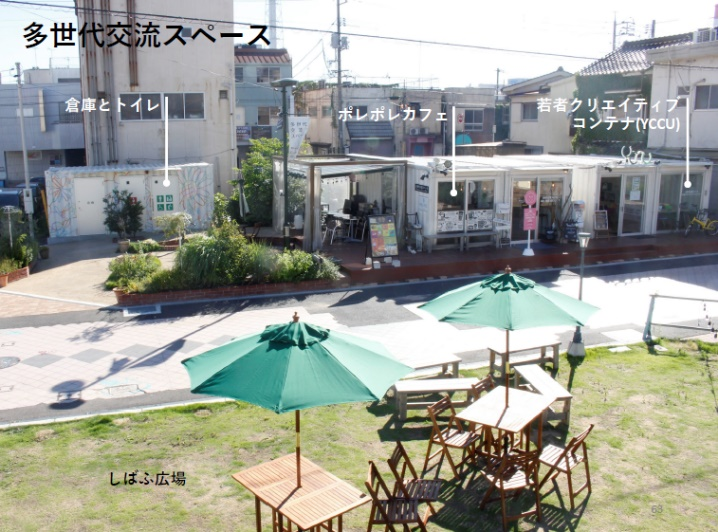 多世代交流スペース
倉庫とトイレ
ポレポレカフェ
若者クリエイティブ
コンテナ(YCCU)
しばふ広場
63